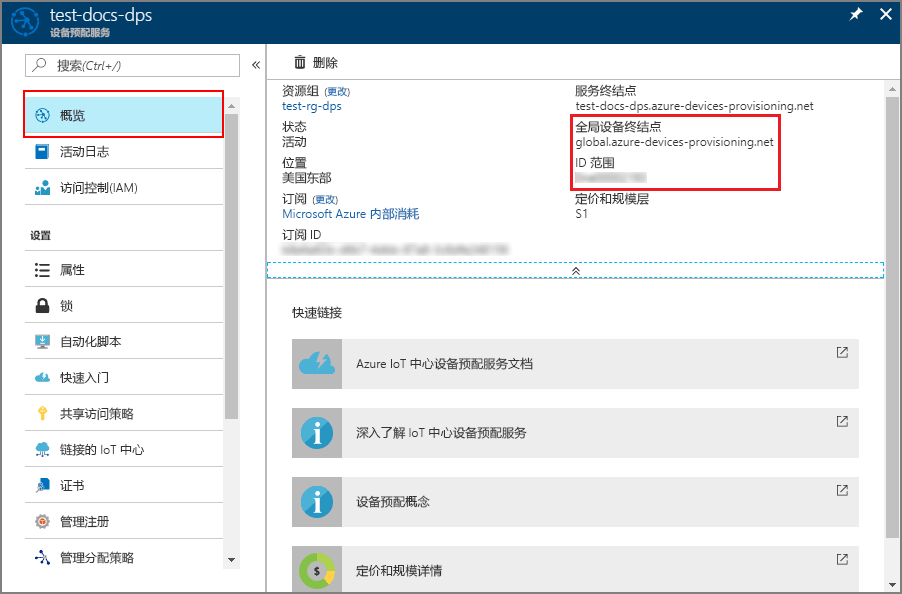 test-docs-dps
设备预配服务
搜索(Ctrl+/)
«
概览
活动日志
访问控制(IAM)
设置
属性
锁
自动化脚本
快速入门
共享访问策略
链接的 IoT 中心
证书
管理注册
管理分配策略
删除
资源组 (更改)
test-rg-dps
状态
活动
位置
美国东部
订阅 (更改)
Microsoft Azure 内部消耗
订阅 ID
服务终结点
test-docs-dps.azure-devices-provisioning.net
全局设备终结点
global.azure-devices-provisioning.net
ID 范围
定价和规模层
S1
快速链接
Azure IoT 中心设备预配服务文档
深入了解 IoT 中心设备预配服务
设备预配概念
定价和规模详情